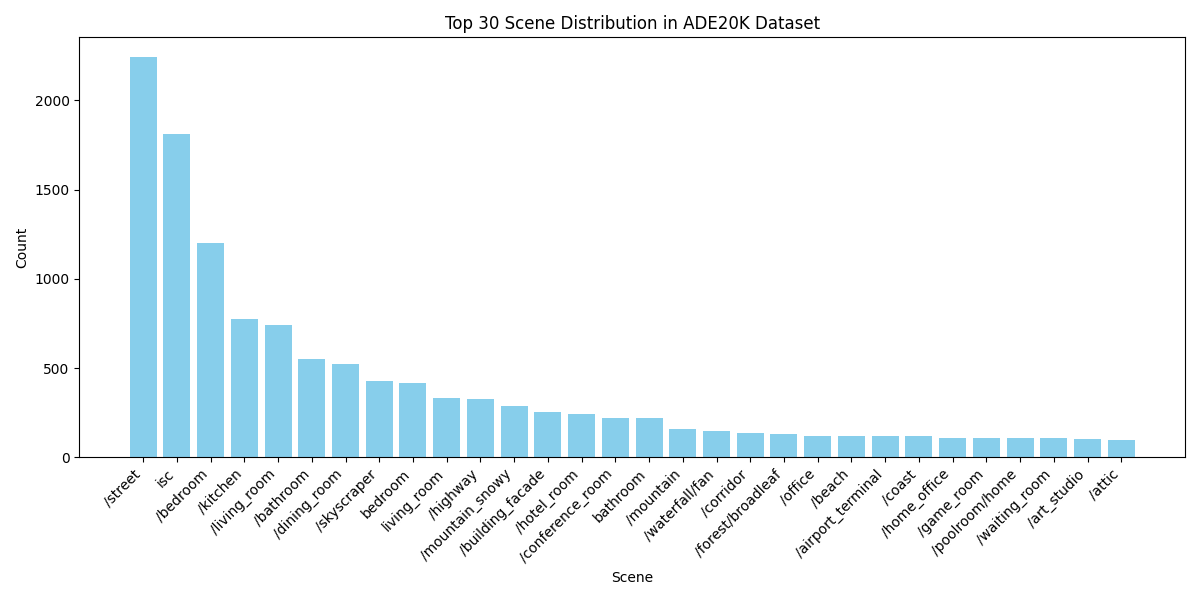 Top 30 Scene Distribution in ADE20K Dataset
Count
2000
1500
1000
500
0
/street
isc
/bedroom
/kitchen
/living_room
/bathroom
/dining_room
/skyscraper
bedroom
living_room
/highway
/mountain_snowy
/building_facade
/hotel_room
/conference_room
bathroom
/mountain
/waterfall/fan
/corridor
/forest/broadleaf
/office
/beach
/airport_terminal
/coast
/home_office
/game_room
/poolroom/home
/waiting_room
/art_studio
/attic
Scene